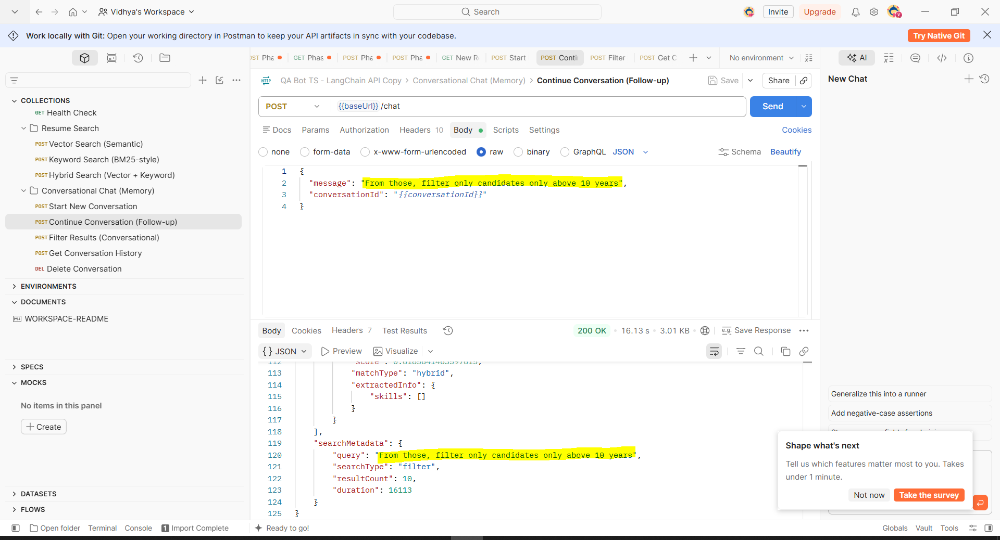 Vidhya's Workspace
Search
Invite
Upgrade
Work locally with Git: Open your working directory in Postman to keep your API artifacts in sync with your codebase.
Try Native Git
OST Pha
GET Phas
POST Pha
POST Pha
GET New R
POST Start
POST Conti
POST Filter
POST Get C
No environment
AI
COLLECTIONS
GET Health Check
Resume Search
POST Vector Search (Semantic)
POST Keyword Search (BM25-style)
POST Hybrid Search (Vector + Keyword)
Conversational Chat (Memory)
POST Start New Conversation
POST Continue Conversation (Follow-up)
POST Filter Results (Conversational)
POST Get Conversation History
DEL Delete Conversation
ENVIRONMENTS
DOCUMENTS
WORKSPACE-README
SPECS
MOCKS
No items in this panel
Create
DATASETS
FLOWS
HTTP QA Bot TS - LangChain API Copy > Conversational Chat (Memory) > Continue Conversation (Follow-up)
Save
Share
POST
{{baseUrl}} /chat
Send
Docs Params Authorization Headers 10 Body Scripts Settings
Cookies
none form-data x-www-form-urlencoded raw binary GraphQL JSON
Schema Beautify
1 {
2 "message": "From those, filter only candidates only above 10 years",
3 "conversationId": "{{conversationId}}"
4 }
Body Cookies Headers 7 Test Results
200 OK 16.13 s 3.01 KB
e.g. Save Response
{} JSON Preview Visualize
113 "matchType": "hybrid",
114 "extractedInfo": {
115 "skills": []
116 }
117 }
118 ],
119 "searchMetadata": {
120 "query": "From those, filter only candidates only above 10 years",
121 "searchType": "filter",
122 "resultCount": 10,
123 "duration": 16113
124 }
125 }
New Chat
Generalize this into a runner
Add negative-case assertions
Shape what's next
Tell us which features matter most to you. Takes
under 1 minute.
Not now
Take the survey
Open folder Terminal Console 1 Import Complete
Ready to go!
Globals Vault Tools